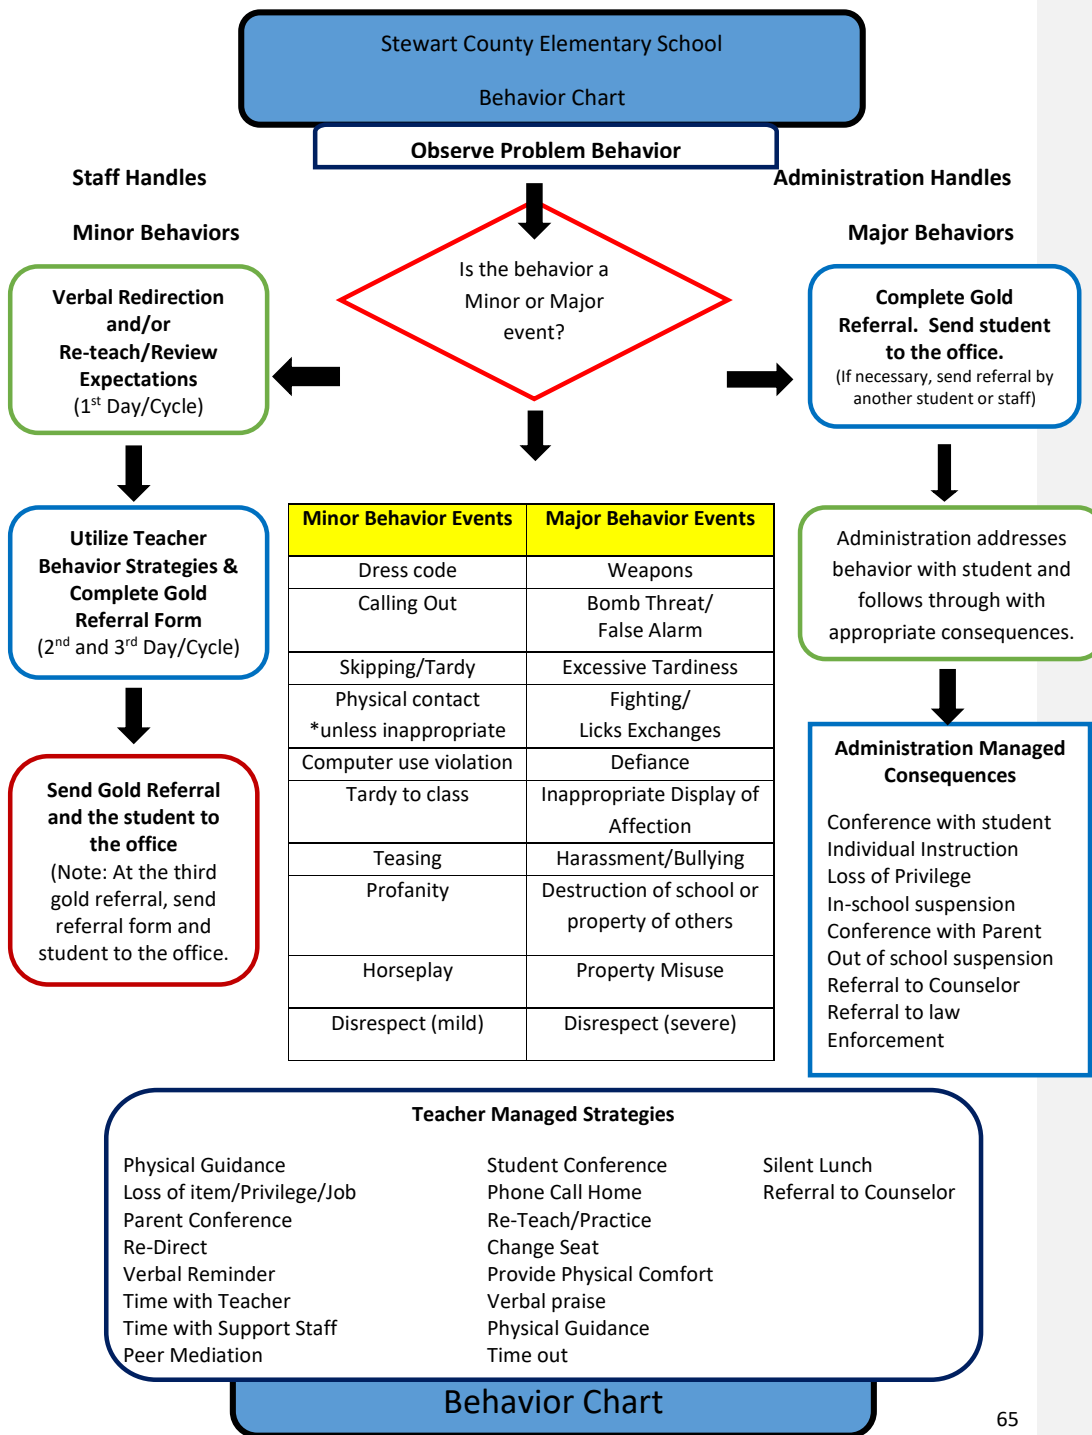 Stewart County Elementary School
Behavior Chart
Observe Problem Behavior
Staff Handles
Administration Handles
Minor Behaviors
Major Behaviors
Is the behavior a
Minor or Major
event?
Verbal Redirection
and/or
Re-teach/Review
Expectations
(1st Day/Cycle)
Complete Gold
Referral.  Send student
to the office.
(If necessary, send referral by
another student or staff)
Utilize Teacher
Behavior Strategies &
Complete Gold
Referral Form
(2nd and 3rd Day/Cycle)
Send Gold Referral
and the student to
the office
(Note: At the third
gold referral, send
referral form and
student to the office.
Minor Behavior Events	Major Behavior Events
Dress code	Weapons
Calling Out	Bomb Threat/
False Alarm
Skipping/Tardy	Excessive Tardiness
Physical contact	Fighting/
*unless inappropriate	Licks Exchanges
Computer use violation	Defiance
Tardy to class	Inappropriate Display of
Affection
Teasing	Harassment/Bullying
Profanity	Destruction of school or
property of others
Horseplay	Property Misuse
Disrespect (mild)	Disrespect (severe)
Administration addresses
behavior with student and
follows through with
appropriate consequences.
Administration Managed
Consequences
Conference with student
Individual Instruction
Loss of Privilege
In-school suspension
Conference with Parent
Out of school suspension
Referral to Counselor
Referral to law
Enforcement
Teacher Managed Strategies
Physical Guidance
Loss of item/Privilege/Job
Parent Conference
Re-Direct
Verbal Reminder
Time with Teacher
Time with Support Staff
Peer Mediation
Student Conference
Phone Call Home
Re-Teach/Practice
Change Seat
Provide Physical Comfort
Verbal praise
Physical Guidance
Time out
Silent Lunch
Referral to Counselor
Behavior Chart
65